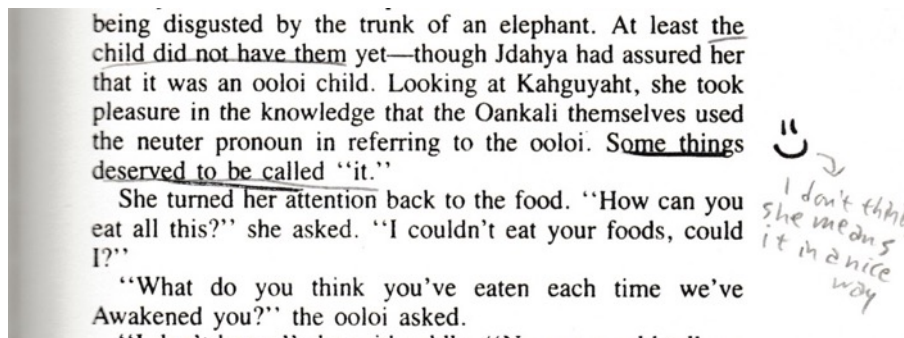 being disgusted by the trunk of an elephant. At least the
child did not have them yet—though Jdahya had assured her
that it was an ooloi child. Looking at Kahguyaht, she took
pleasure in the knowledge that the Oankali themselves used
the neuter pronoun in referring to the ooloi. Some things
deserved to be called ‘‘it.’’
She turned her attention back to the food. ‘‘How can you
eat all this?’’ she asked. ‘‘I couldn't eat your foods, could
I?’’
‘‘What do you think you've eaten each time we've
Awakened you?’’ the ooloi asked.
I don't think
she means
it in a nice
way